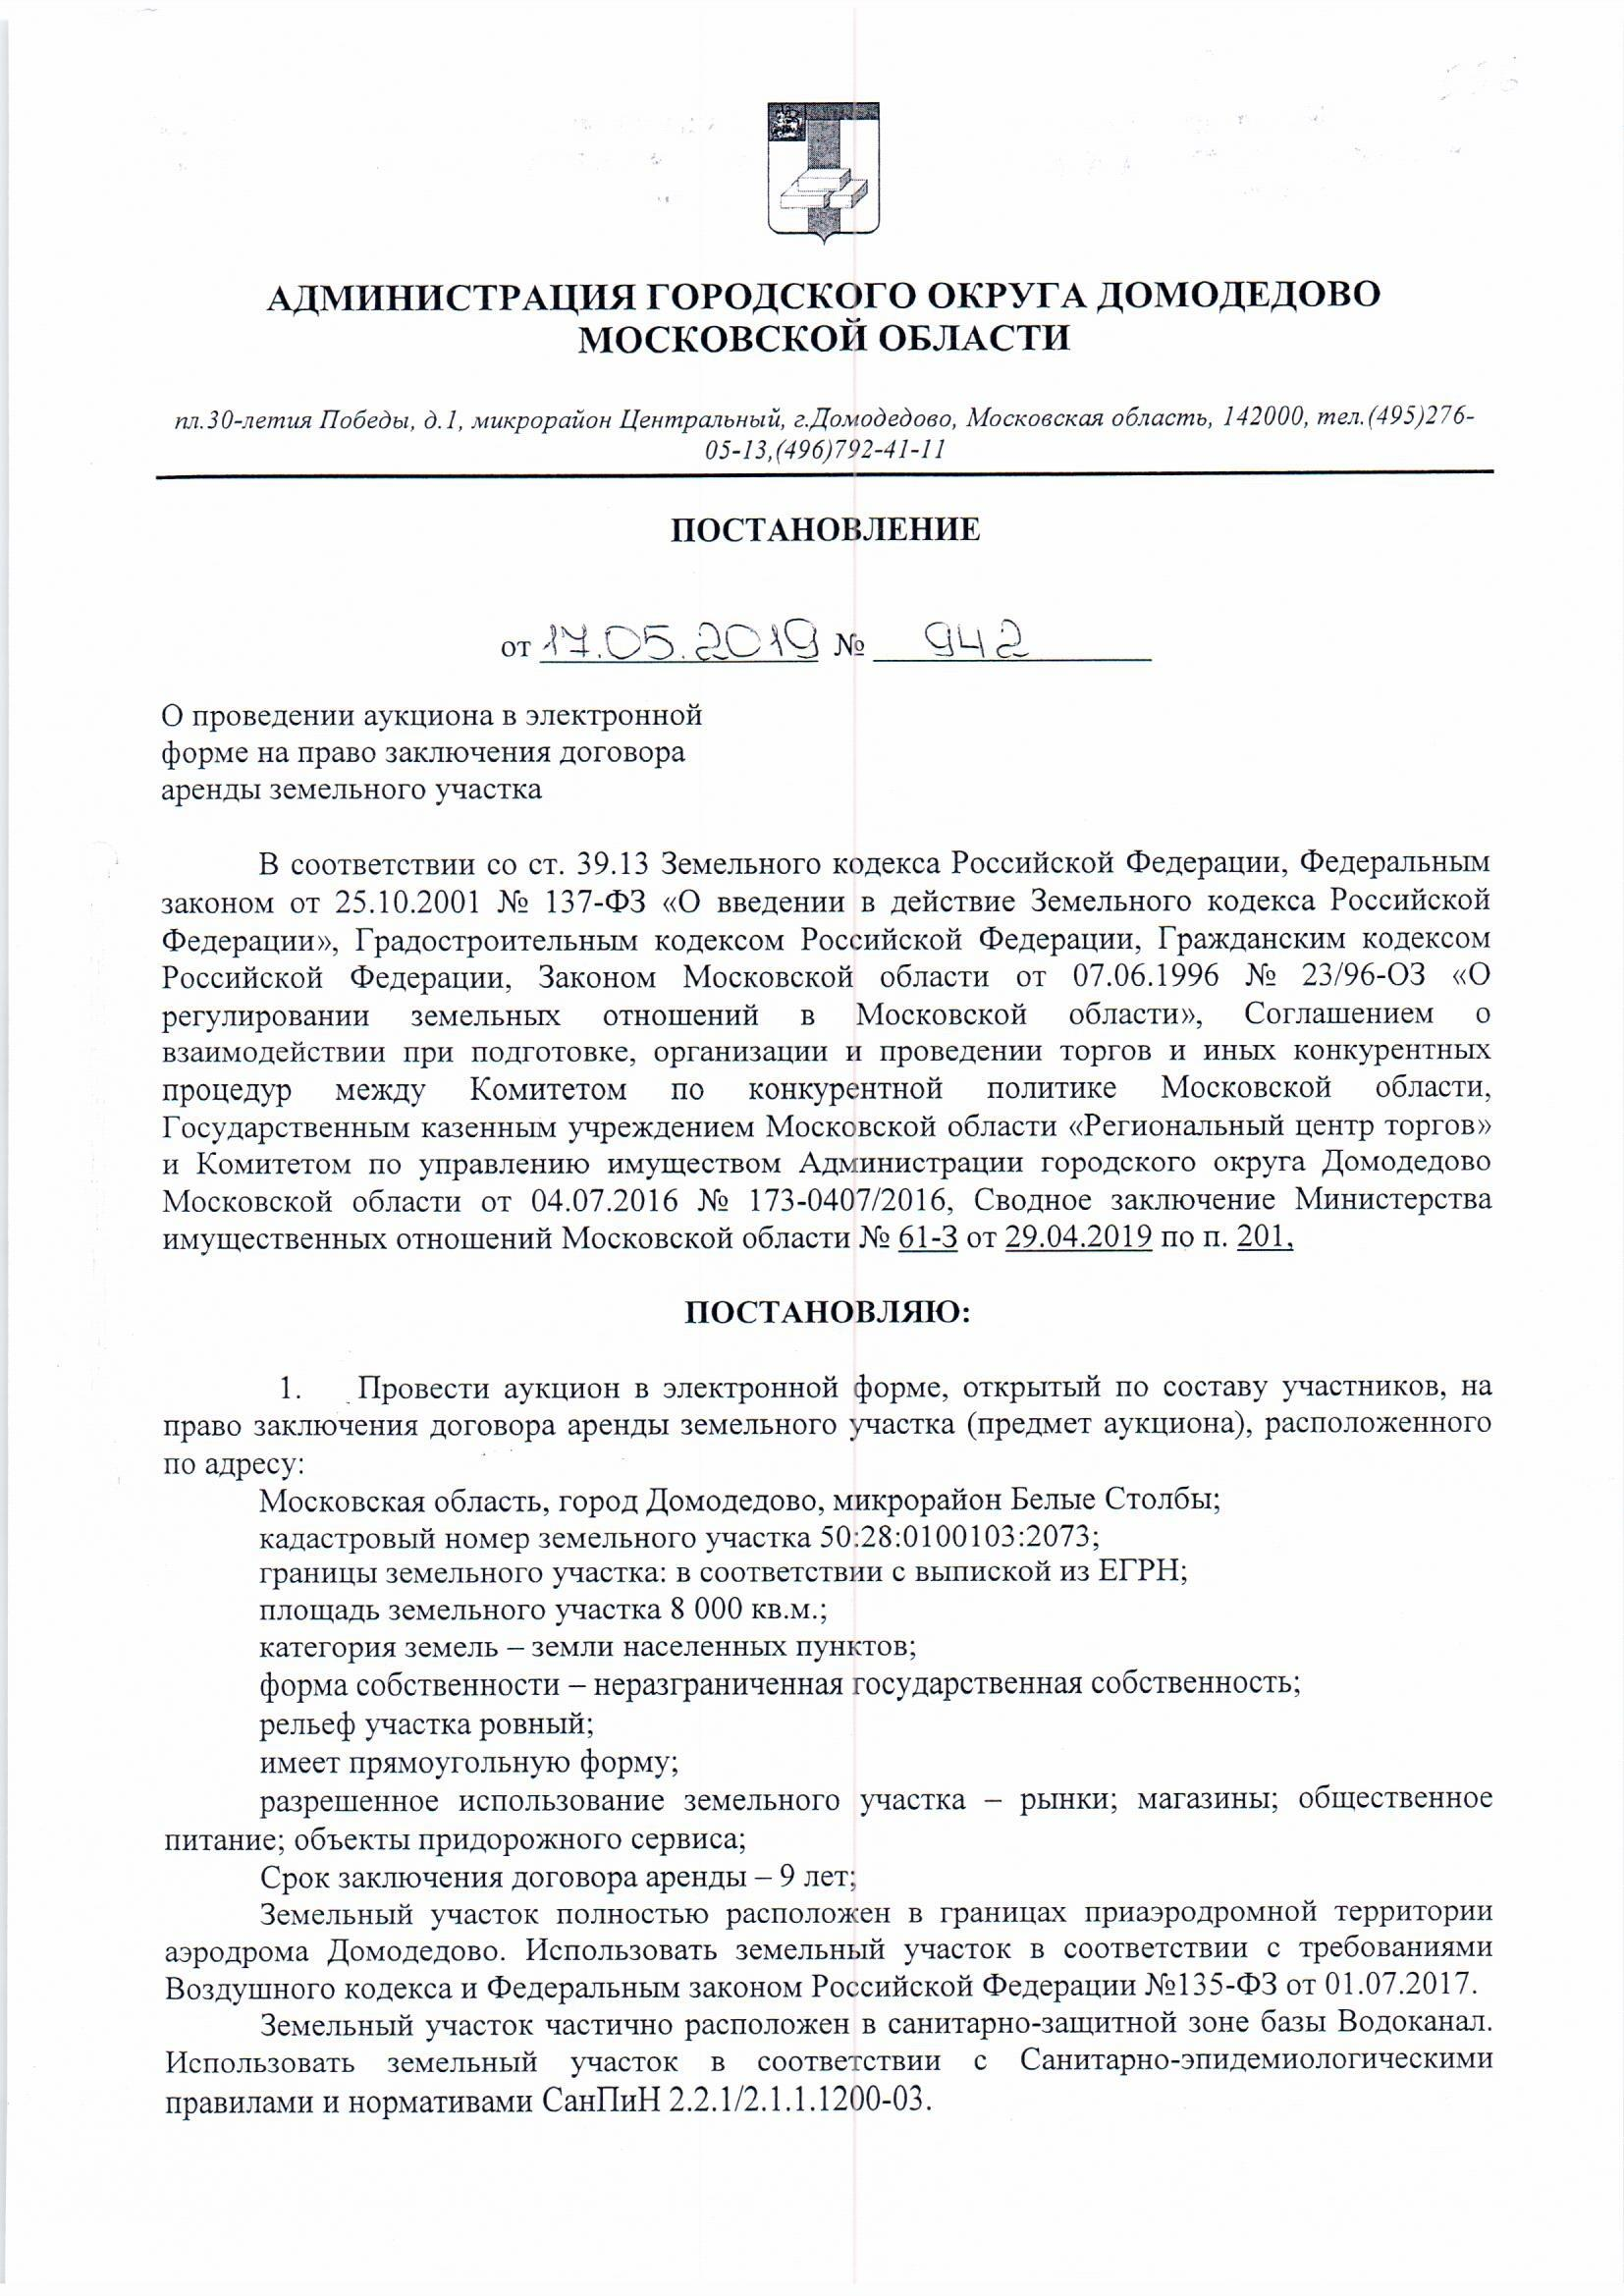 АДМИНИСТРАЦИЯ ГОРОДСКОГО ОКРУГА ДОМОДЕДОВО
МОСКОВСКОЙ ОБЛАСТИ
пл.30-летия Победы, д.1, микрорайон Центральный, г.Домодедово, Московская область, 142000, тел.(495)276-
05-13,(496)792-41-11
ПОСТАНОВЛЕНИЕ
от 17.05.2019 № 942
О проведении аукциона в электронной
форме на право заключения договора
аренды земельного участка
В соответствии со ст. 39.13 Земельного кодекса Российской Федерации, Федеральным
законом от 25.10.2001 № 137-ФЗ «О введении в действие Земельного кодекса Российской
Федерации», Градостроительным кодексом Российской Федерации, Гражданским кодексом
Российской Федерации, Законом Московской области от 07.06.1996 № 23/96-ОЗ «О
регулировании земельных отношений в Московской области», Соглашением о
взаимодействии при подготовке, организации и проведении торгов и иных конкурентных
процедур между Комитетом по конкурентной политике Московской области,
Государственным казенным учреждением Московской области «Региональный центр торгов»
и Комитетом по управлению имуществом Администрации городского округа Домодедово
Московской области от 04.07.2016 № 173-0407/2016, Сводное заключение Министерства
имущественных отношений Московской области № 61-З от 29.04.2019 по п. 201,
ПОСТАНОВЛЯЮ:
1. Провести аукцион в электронной форме, открытый по составу участников, на
право заключения договора аренды земельного участка (предмет аукциона), расположенного
по адресу:
Московская область, город Домодедово, микрорайон Белые Столбы;
кадастровый номер земельного участка 50:28:0100103:2073;
границы земельного участка: в соответствии с выпиской из ЕГРН;
площадь земельного участка 8 000 кв.м.;
категория земель – земли населенных пунктов;
форма собственности – неразграниченная государственная собственность;
рельеф участка ровный;
имеет прямоугольную форму;
разрешенное использование земельного участка – рынки; магазины; общественное
питание; объекты придорожного сервиса;
Срок заключения договора аренды – 9 лет;
Земельный участок полностью расположен в границах приаэродромной территории
аэродрома Домодедово. Использовать земельный участок в соответствии с требованиями
Воздушного кодекса и Федеральным законом Российской Федерации №135-ФЗ от 01.07.2017.
Земельный участок частично расположен в санитарно-защитной зоне базы Водоканал.
Использовать земельный участок в соответствии с Санитарно-эпидемиологическими
правилами и нормативами СанПиН 2.2.1/2.1.1.1200-03.